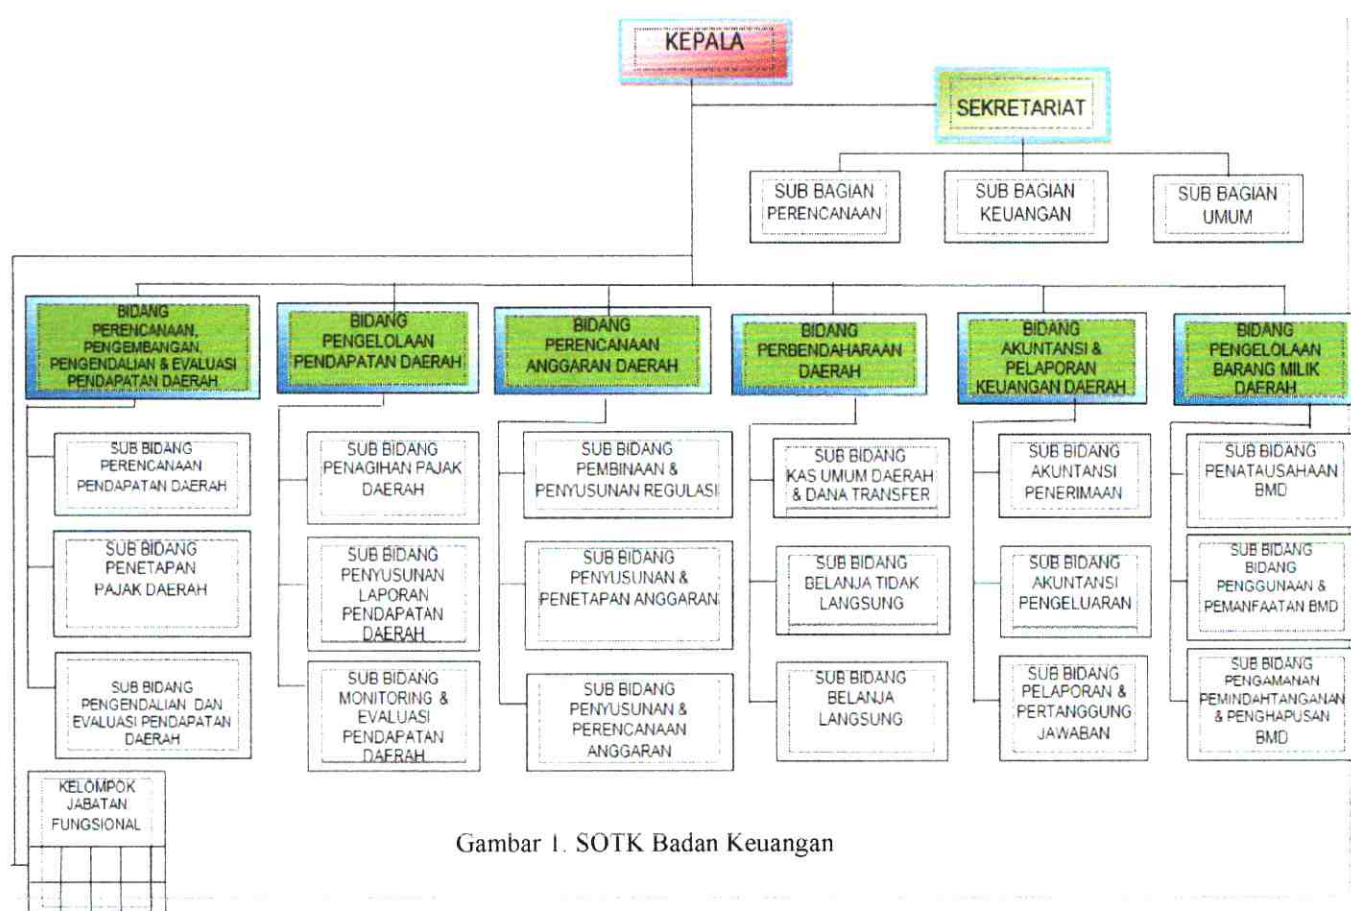 KEPALA
SEKRETARIAT
SUB BAGIAN
PERENCANAAN
SUB BAGIAN
KEUANGAN
SUB BAGIAN
UMUM
BIDANG
PERENCANAAN,
PENGEMBANGAN,
PENGENDALIAN & EVALUASI
PENDAPATAN DAERAH
BIDANG
PENGELOLAAN
PENDAPATAN DAERAH
BIDANG
PERENCANAAN
ANGGARAN DAERAH
BIDANG
PERBENDAHARAAN
DAERAH
BIDANG
AKUNTANSI &
PELAPORAN
KEUANGAN DAERAH
BIDANG
PENGELOLAAN
BARANG MILIK
DAERAH
SUB BIDANG
PERENCANAAN
PENDAPATAN DAERAH
SUB BIDANG
PENETAPAN
PAJAK DAERAH
SUB BIDANG
PENGENDALIAN DAN
EVALUASI PENDAPATAN
DAERAH
SUB BIDANG
PENAGIHAN PAJAK
DAERAH
SUB BIDANG
PENYUSUNAN
LAPORAN
PENDAPATAN
DAERAH
SUB BIDANG
MONITORING &
EVALUASI
PENDAPATAN
DAERAH
SUB BIDANG
PEMBINAAN &
PENYUSUNAN REGULASI
SUB BIDANG
PENYUSUNAN &
PENETAPAN ANGGARAN
SUB BIDANG
PENYUSUNAN &
PERENCANAAN
ANGGARAN
SUB BIDANG
KAS UMUM DAERAH
& DANA TRANSFER
SUB BIDANG
BELANJA TIDAK
LANGSUNG
SUB BIDANG
BELANJA
LANGSUNG
SUB BIDANG
AKUNTANSI
PENERIMAAN
SUB BIDANG
AKUNTANSI
PENGELUARAN
SUB BIDANG
PELAPORAN &
PERTANGGUNG
JAWABAN
SUB BIDANG
PENATAUSAHAAN
BMD
SUB BIDANG
BIDANG
PENGGUNAAN &
PEMANFAATAN BMD
SUB BIDANG
PENGAMANAN
PEMINDAHTANGANAN
& PENGHAPUSAN
BMD
KELOMPOK
JABATAN
FUNGSIONAL
Gambar 1. SOTK Badan Keuangan